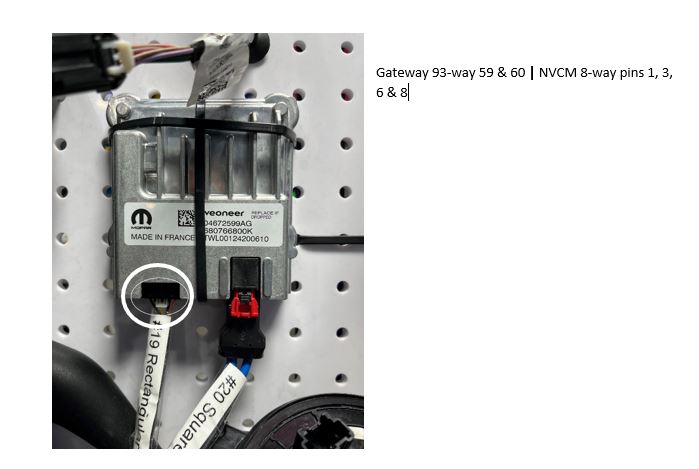 Gateway 93-way 59 & 60 | NVCM 8-way pins 1, 3,
6 & 8
veoneer
REPLACE IF
DROPPED
04672599AG
680766800K
MOPAR
MADE IN FRANCE TWL00124200610
#19 Rectangular
#20 Square